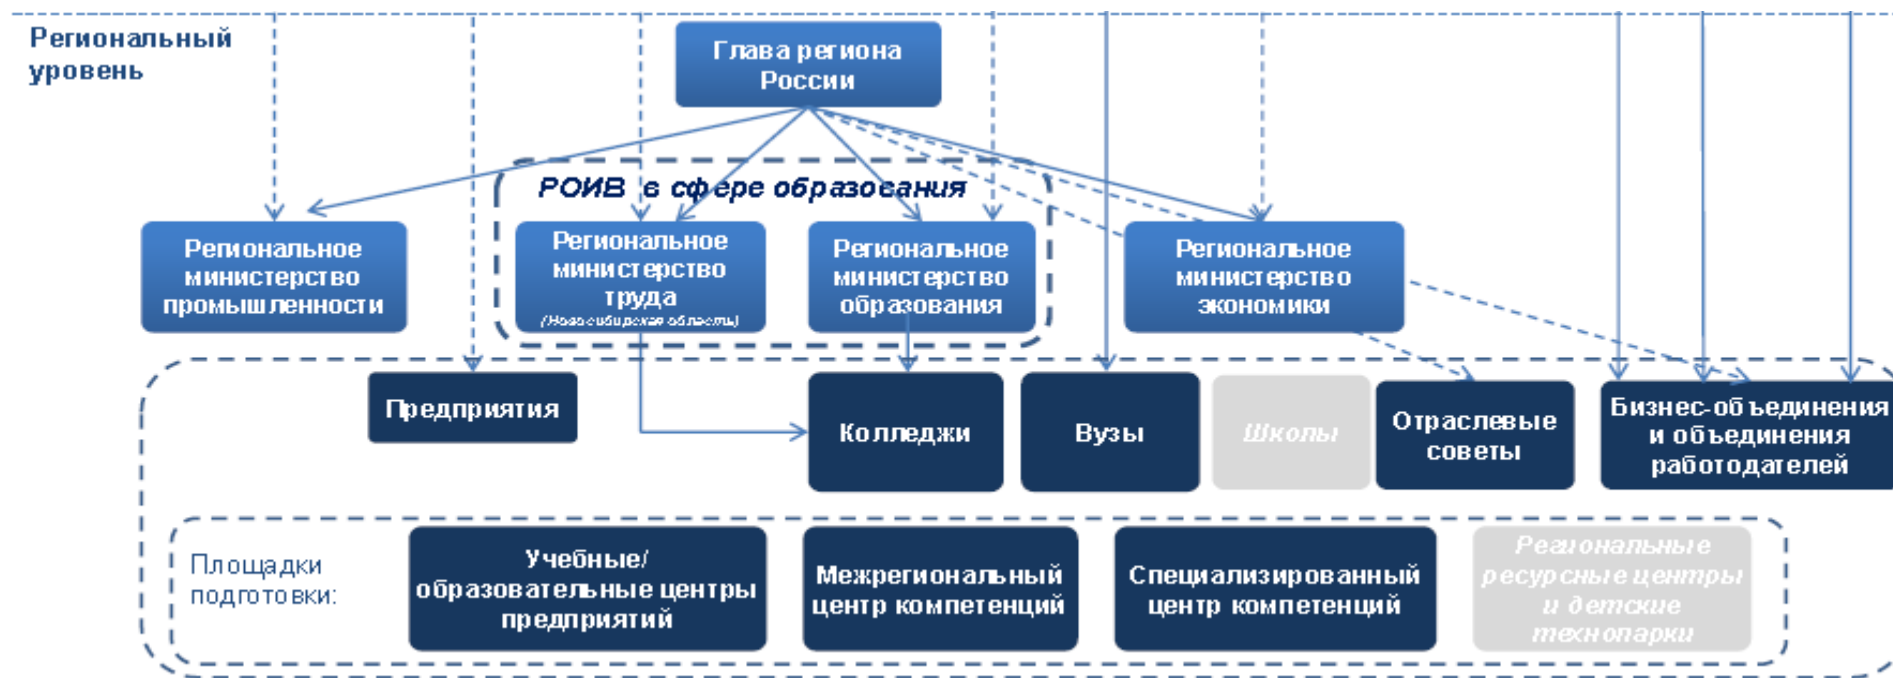 Региональный
уровень
Глава региона
России
РОИВ в сфере образования
Региональное
министерство
промышленности
Региональное
министерство
труда
(Новосибирская область)
Региональное
министерство
образования
Региональное
министерство
экономики
Предприятия
Колледжи
Вузы
Школы
Отраслевые
советы
Бизнес-объединения
и объединения
работодателей
Площадки
подготовки:
Учебные/
образовательные центры
предприятий
Межрегиональный
центр компетенций
Специализированный
центр компетенций
Региональные
ресурсные центры
и детские
технопарки